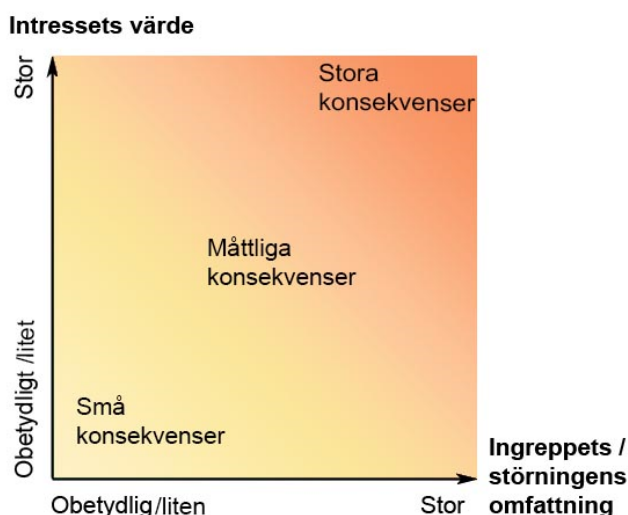 Intressets värde
Stor
Stora
konsekvenser
Måttliga
konsekvenser
Obetydligt /litet
Små
konsekvenser
Ingreppets /
störningens
omfattning
Obetydlig/liten
Stor